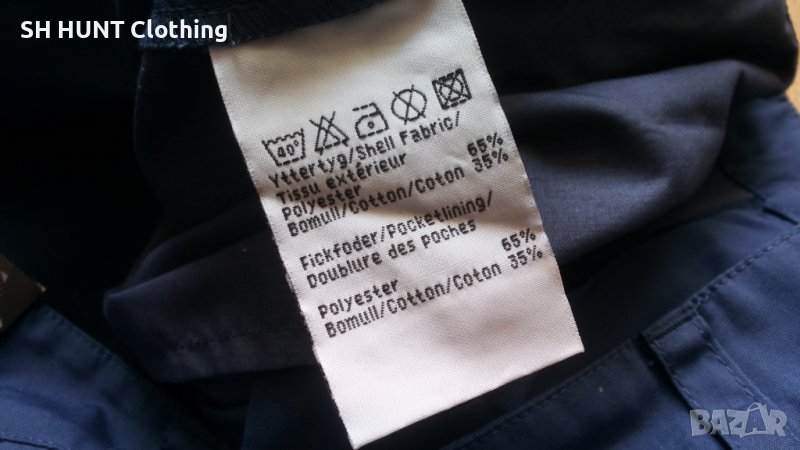 SH HUNT Clothing
40°
Yttertyg/Shell Fabric/
Tissu extérieur
Polyester 65%
Bomull/Cotton/Coton 35%
Fickfoder/Pocketlining/
Doublure des poches
Polyester 65%
Bomull/Cotton/Coton 35%
BAZAR